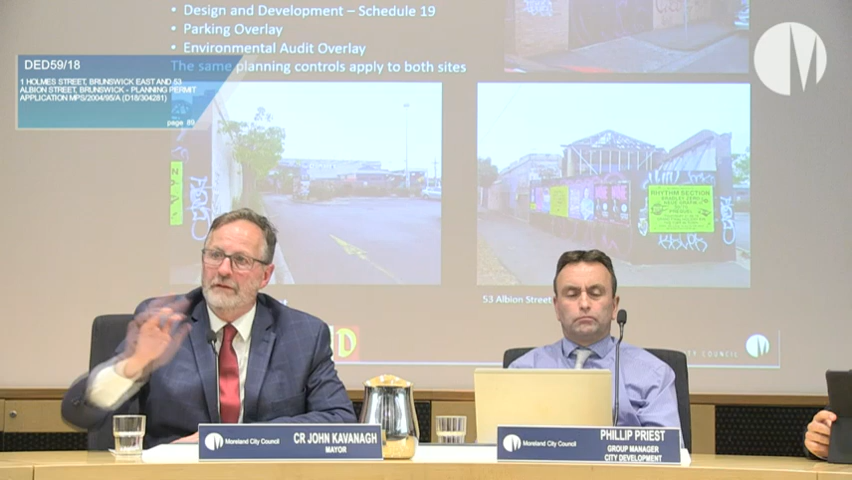 • Design and Development – Schedule 19
• Parking Overlay
• Environmental Audit Overlay
The same planning controls apply to both sites
DED59/18
1 HOLMES STREET, BRUNSWICK EAST AND 53
ALBION STREET, BRUNSWICK - PLANNING PERMIT
APPLICATION MPS/2004/95/A (D18/304281)
page 89
RHYTHM SECTION
53 Albion Street
CITY COUNCIL
Moreland City Council
CR JOHN KAVANAGH
MAYOR
Moreland City Council
PHILLIP PRIEST
GROUP MANAGER
CITY DEVELOPMENT